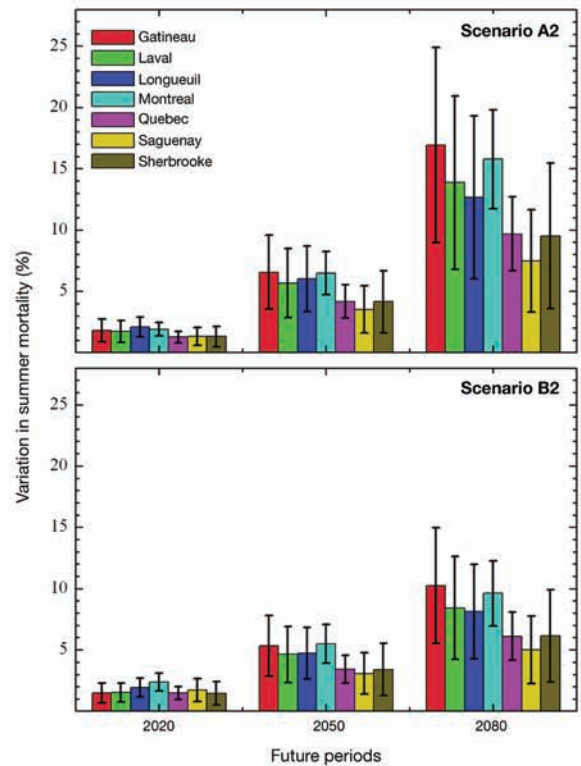 Scenario A2
Gatineau
Laval
Longueuil
Montreal
Quebec
Saguenay
Sherbrooke
25
20
15
10
5
Variation in summer mortality (%)
Scenario B2
25
20
15
10
5
2020 2050 2080
Future periods